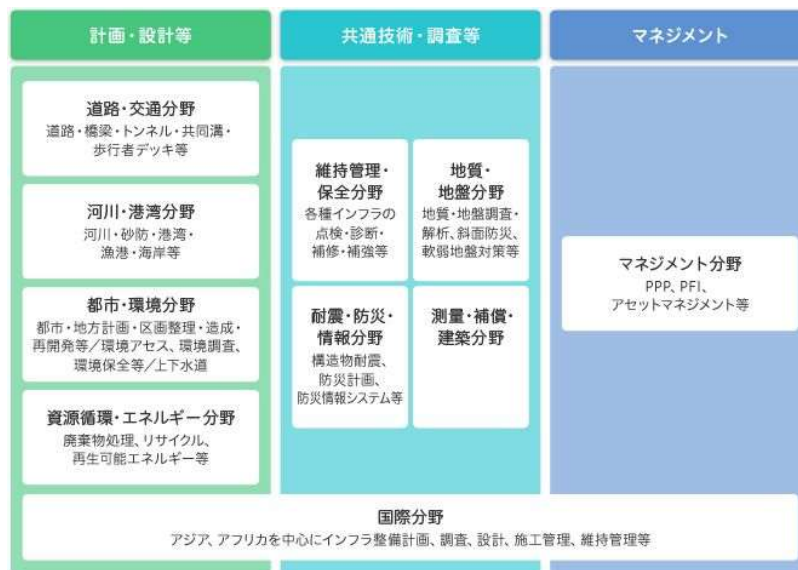 計画・設計等
共通技術・調査等
マネジメント
道路・交通分野
道路・橋梁・トンネル・共同溝・
歩行者デッキ等
河川・港湾分野
河川・砂防・港湾・
漁港・海岸等
都市・環境分野
都市・地方計画・区画整理・造成・
再開発等／環境アセス、環境調査、
環境保全等／上下水道
資源循環・エネルギー分野
廃棄物処理、リサイクル、
再生可能エネルギー等
維持管理・
保全分野
各種インフラの
点検・診断・
補修・補強等
地質・
地盤分野
地質・地盤調査・
解析、斜面防災、
軟弱地盤対策等
耐震・防災・
情報分野
構造物耐震、
防災計画、
防災情報システム等
測量・補償・
建築分野
マネジメント分野
PPP、PFI、
アセットマネジメント等
国際分野
アジア、アフリカを中心にインフラ整備計画、調査、設計、施工管理、維持管理等